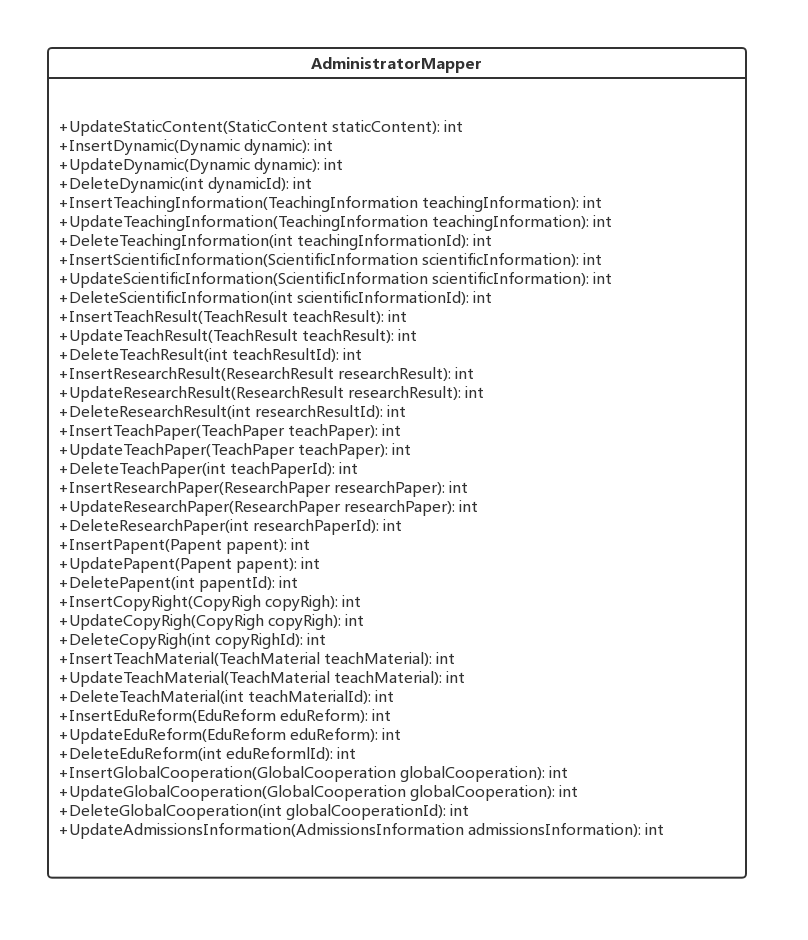 AdministratorMapper
+UpdateStaticContent(StaticContent staticContent): int
+InsertDynamic(Dynamic dynamic): int
+UpdateDynamic(Dynamic dynamic): int
+DeleteDynamic(int dynamicId): int
+InsertTeachingInformation(TeachingInformation teachingInformation): int
+UpdateTeachingInformation(TeachingInformation teachingInformation): int
+DeleteTeachingInformation(int teachingInformationId): int
+InsertScientificInformation(ScientificInformation scientificInformation): int
+UpdateScientificInformation(ScientificInformation scientificInformation): int
+DeleteScientificInformation(int scientificInformationId): int
+InsertTeachResult(TeachResult teachResult): int
+UpdateTeachResult(TeachResult teachResult): int
+DeleteTeachResult(int teachResultId): int
+InsertResearchResult(ResearchResult researchResult): int
+UpdateResearchResult(ResearchResult researchResult): int
+DeleteResearchResult(int researchResultId): int
+InsertTeachPaper(TeachPaper teachPaper): int
+UpdateTeachPaper(TeachPaper teachPaper): int
+DeleteTeachPaper(int teachPaperId): int
+InsertResearchPaper(ResearchPaper researchPaper): int
+UpdateResearchPaper(ResearchPaper researchPaper): int
+DeleteResearchPaper(int researchPaperId): int
+InsertPapent(Papent papent): int
+UpdatePapent(Papent papent): int
+DeletePapent(int papentId): int
+InsertCopyRight(CopyRigh copyRigh): int
+UpdateCopyRigh(CopyRigh copyRigh): int
+DeleteCopyRigh(int copyRighId): int
+InsertTeachMaterial(TeachMaterial teachMaterial): int
+UpdateTeachMaterial(TeachMaterial teachMaterial): int
+DeleteTeachMaterial(int teachMaterialId): int
+InsertEduReform(EduReform eduReform): int
+UpdateEduReform(EduReform eduReform): int
+DeleteEduReform(int eduReformlId): int
+InsertGlobalCooperation(GlobalCooperation globalCooperation): int
+UpdateGlobalCooperation(GlobalCooperation globalCooperation): int
+DeleteGlobalCooperation(int globalCooperationId): int
+UpdateAdmissionsInformation(AdmissionsInformation admissionsInformation): int